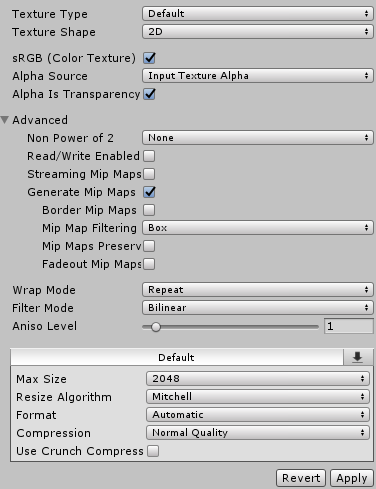 Texture Type Default
Texture Shape 2D
sRGB (Color Texture)
Alpha Source Input Texture Alpha
Alpha Is Transparency
Advanced
Non Power of 2 None
Read/Write Enabled
Streaming Mip Maps
Generate Mip Maps
Border Mip Maps
Mip Map Filtering Box
Mip Maps Preserv
Fadeout Mip Maps
Wrap Mode Repeat
Filter Mode Bilinear
Aniso Level 1
Default
Max Size 2048
Resize Algorithm Mitchell
Format Automatic
Compression Normal Quality
Use Crunch Compress
Revert Apply